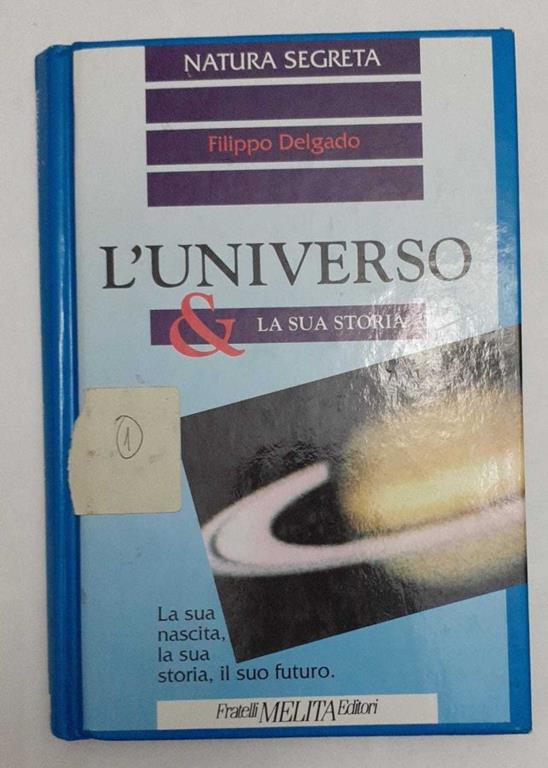 NATURA SEGRETA
Filippo Delgado
L'UNIVERSO
& LA SUA STORIA
1
La sua
nascita,
la sua
storia, il suo futuro.
Fratelli MELITA Editori